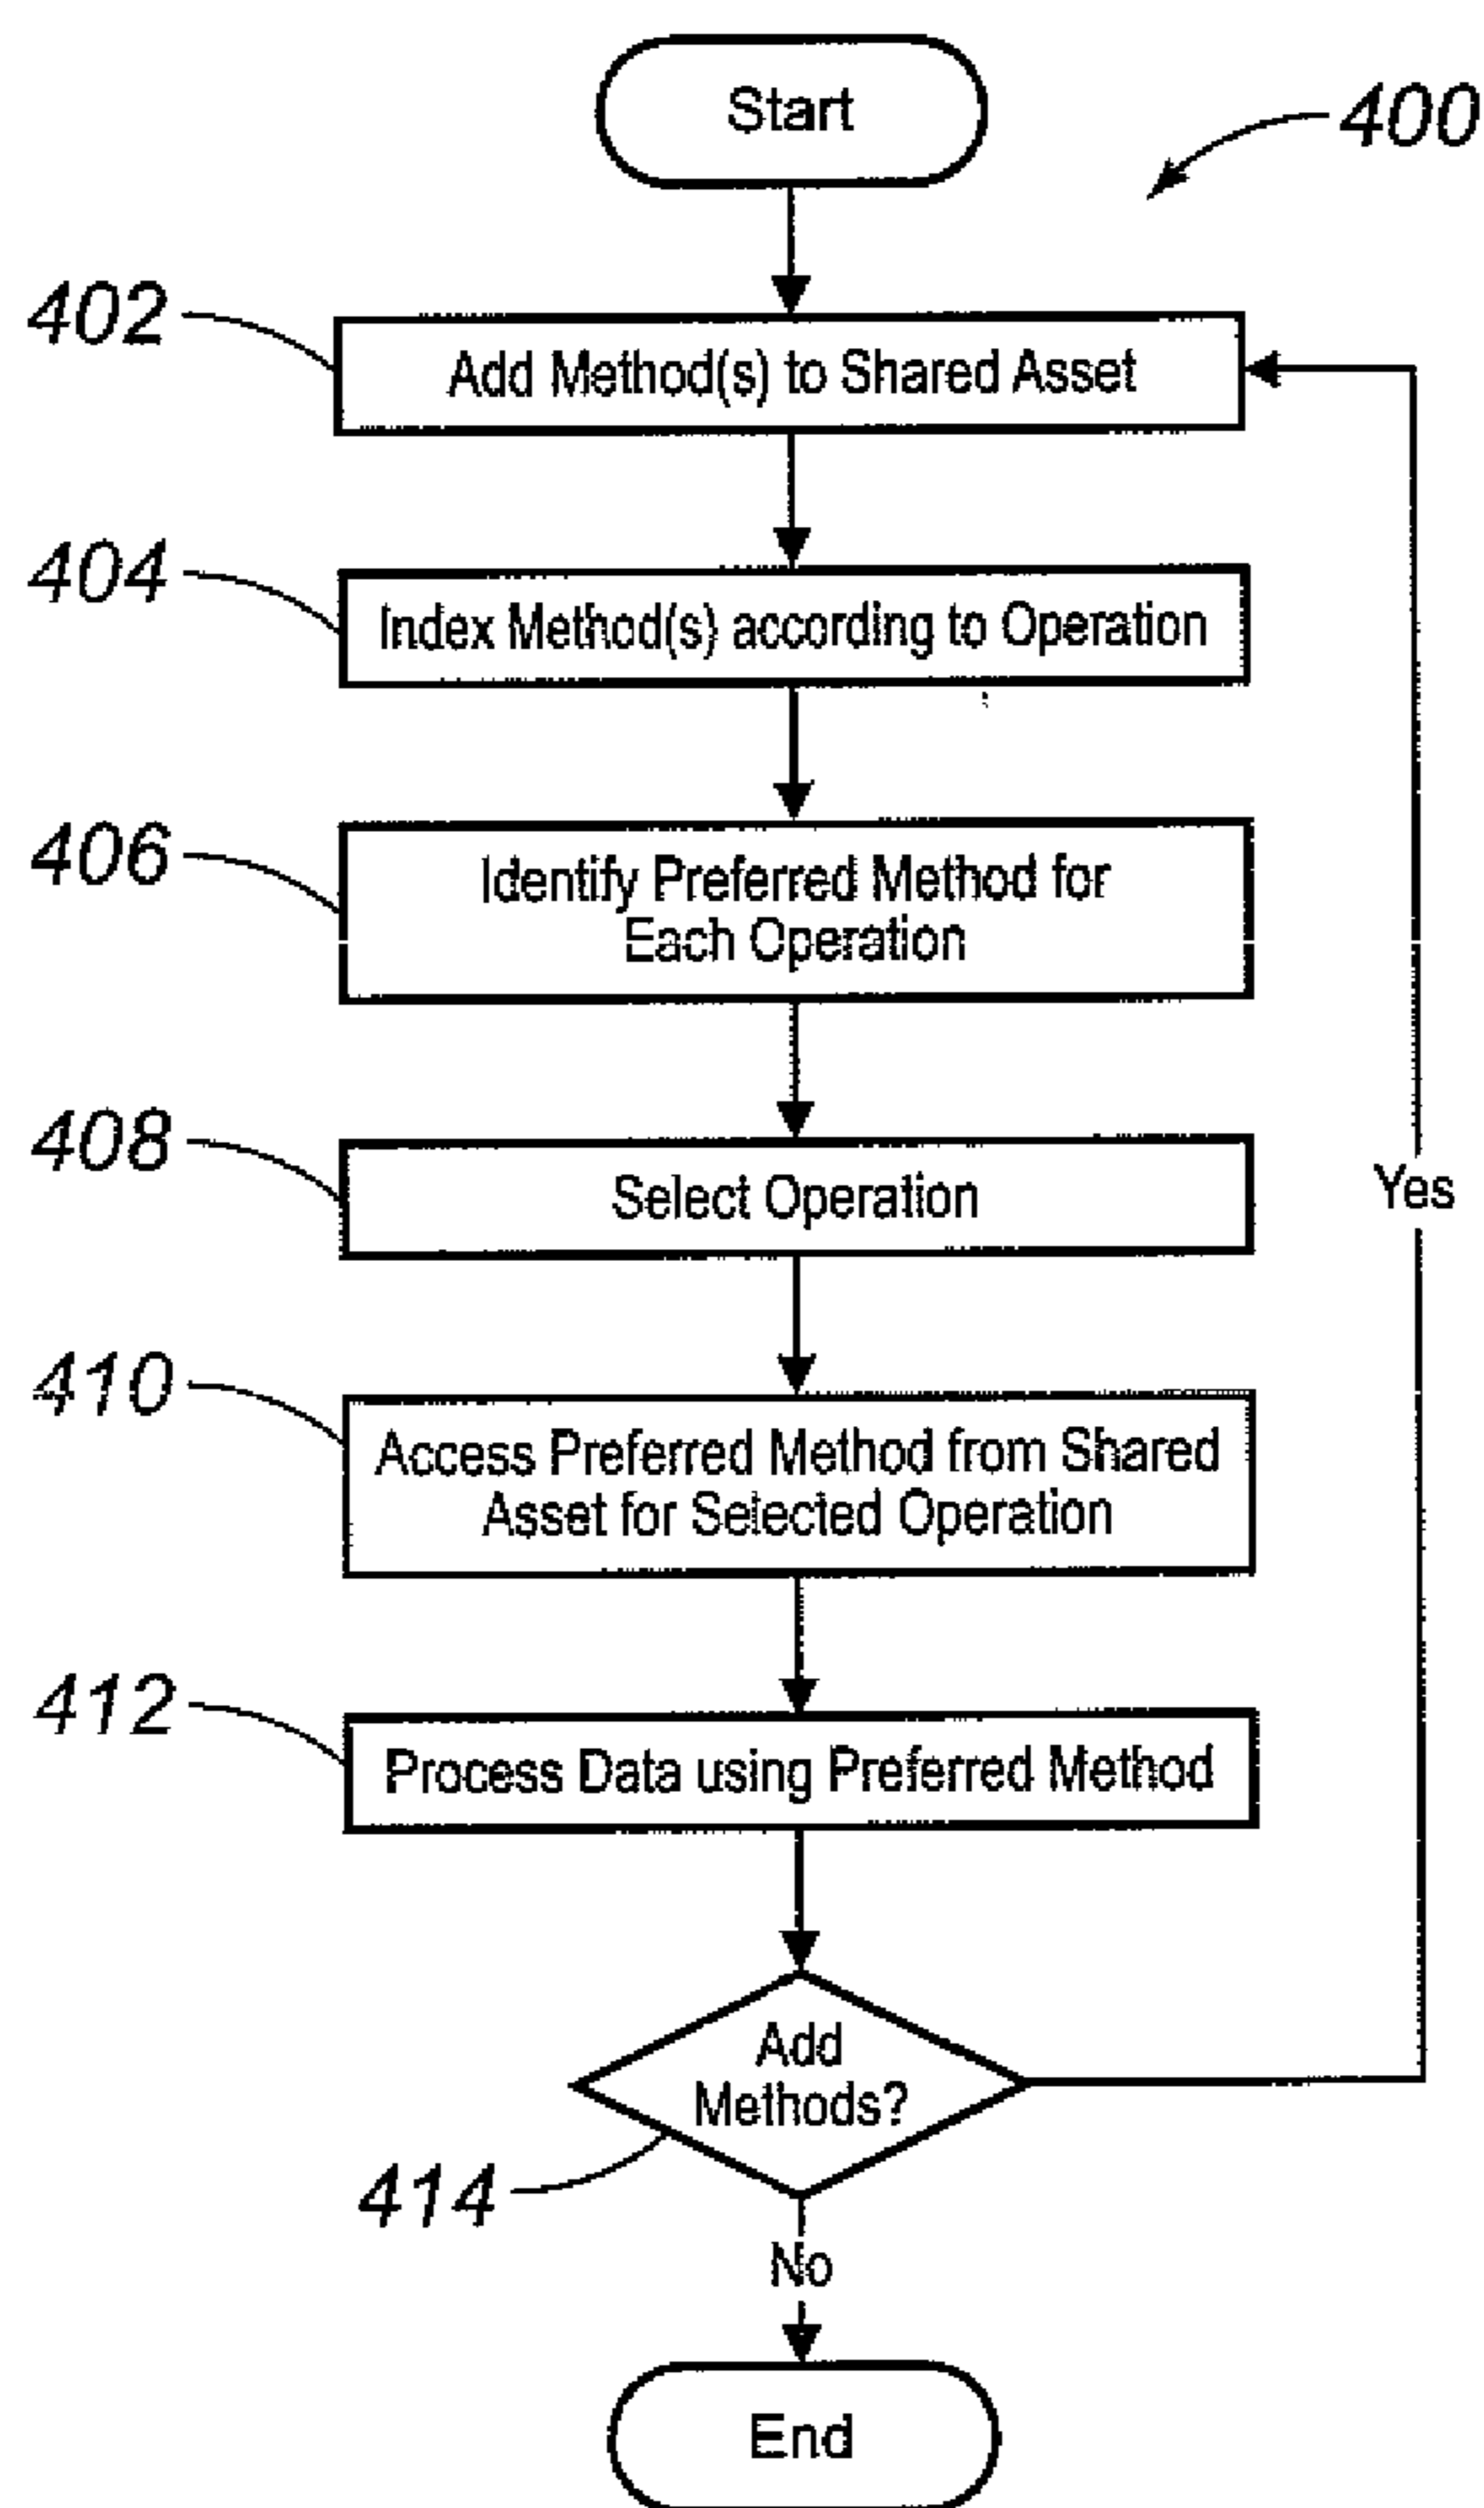 Start
400
402
Add Method(s) to Shared Asset
404
Index Method(s) according to Operation
406
Identify Preferred Method for
Each Operation
408
Select Operation
Yes
410
Access Preferred Method from Shared
Asset for Selected Operation
412
Process Data using Preferred Method
Add
Methods?
414
No
End